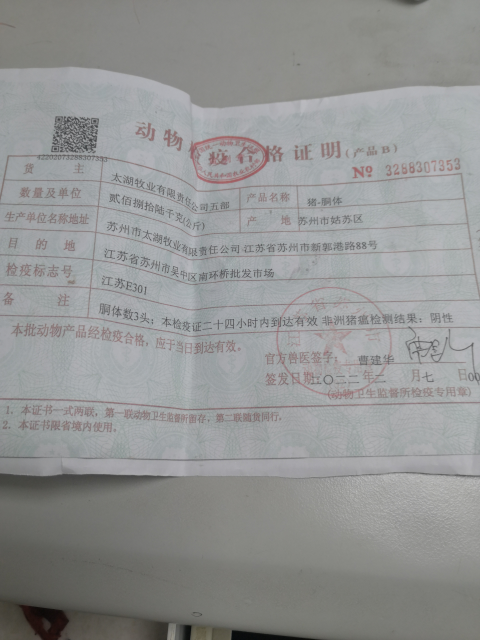 动物检疫合格证明(产品B)
4220207328830735​3
№ 3288307353
货主 太湖牧业有限责任公司五部 产品名称 猪-胴体
数量及单位 贰佰捌拾陆千克(公斤) 产地 苏州市姑苏区
生产单位名称地址 苏州市太湖牧业有限责任公司·江苏省苏州市新郭港路88号
目的地 江苏省苏州市吴中区南环桥批发市场
检疫标志号 江苏E301
备注 胴体数3头:本检疫证二十四小时内到达有效 非洲猪瘟检测结果:阴性
本批动物产品经检疫合格,应于当日到达有效。
官方兽医签字: 曹建华
签发日期:二〇二二年二月七日
(动物卫生监督所检疫专用章)
1. 本证书一式两联,第一联动物卫生监督所留存,第二联随货同行。
2. 本证书限省境内使用。